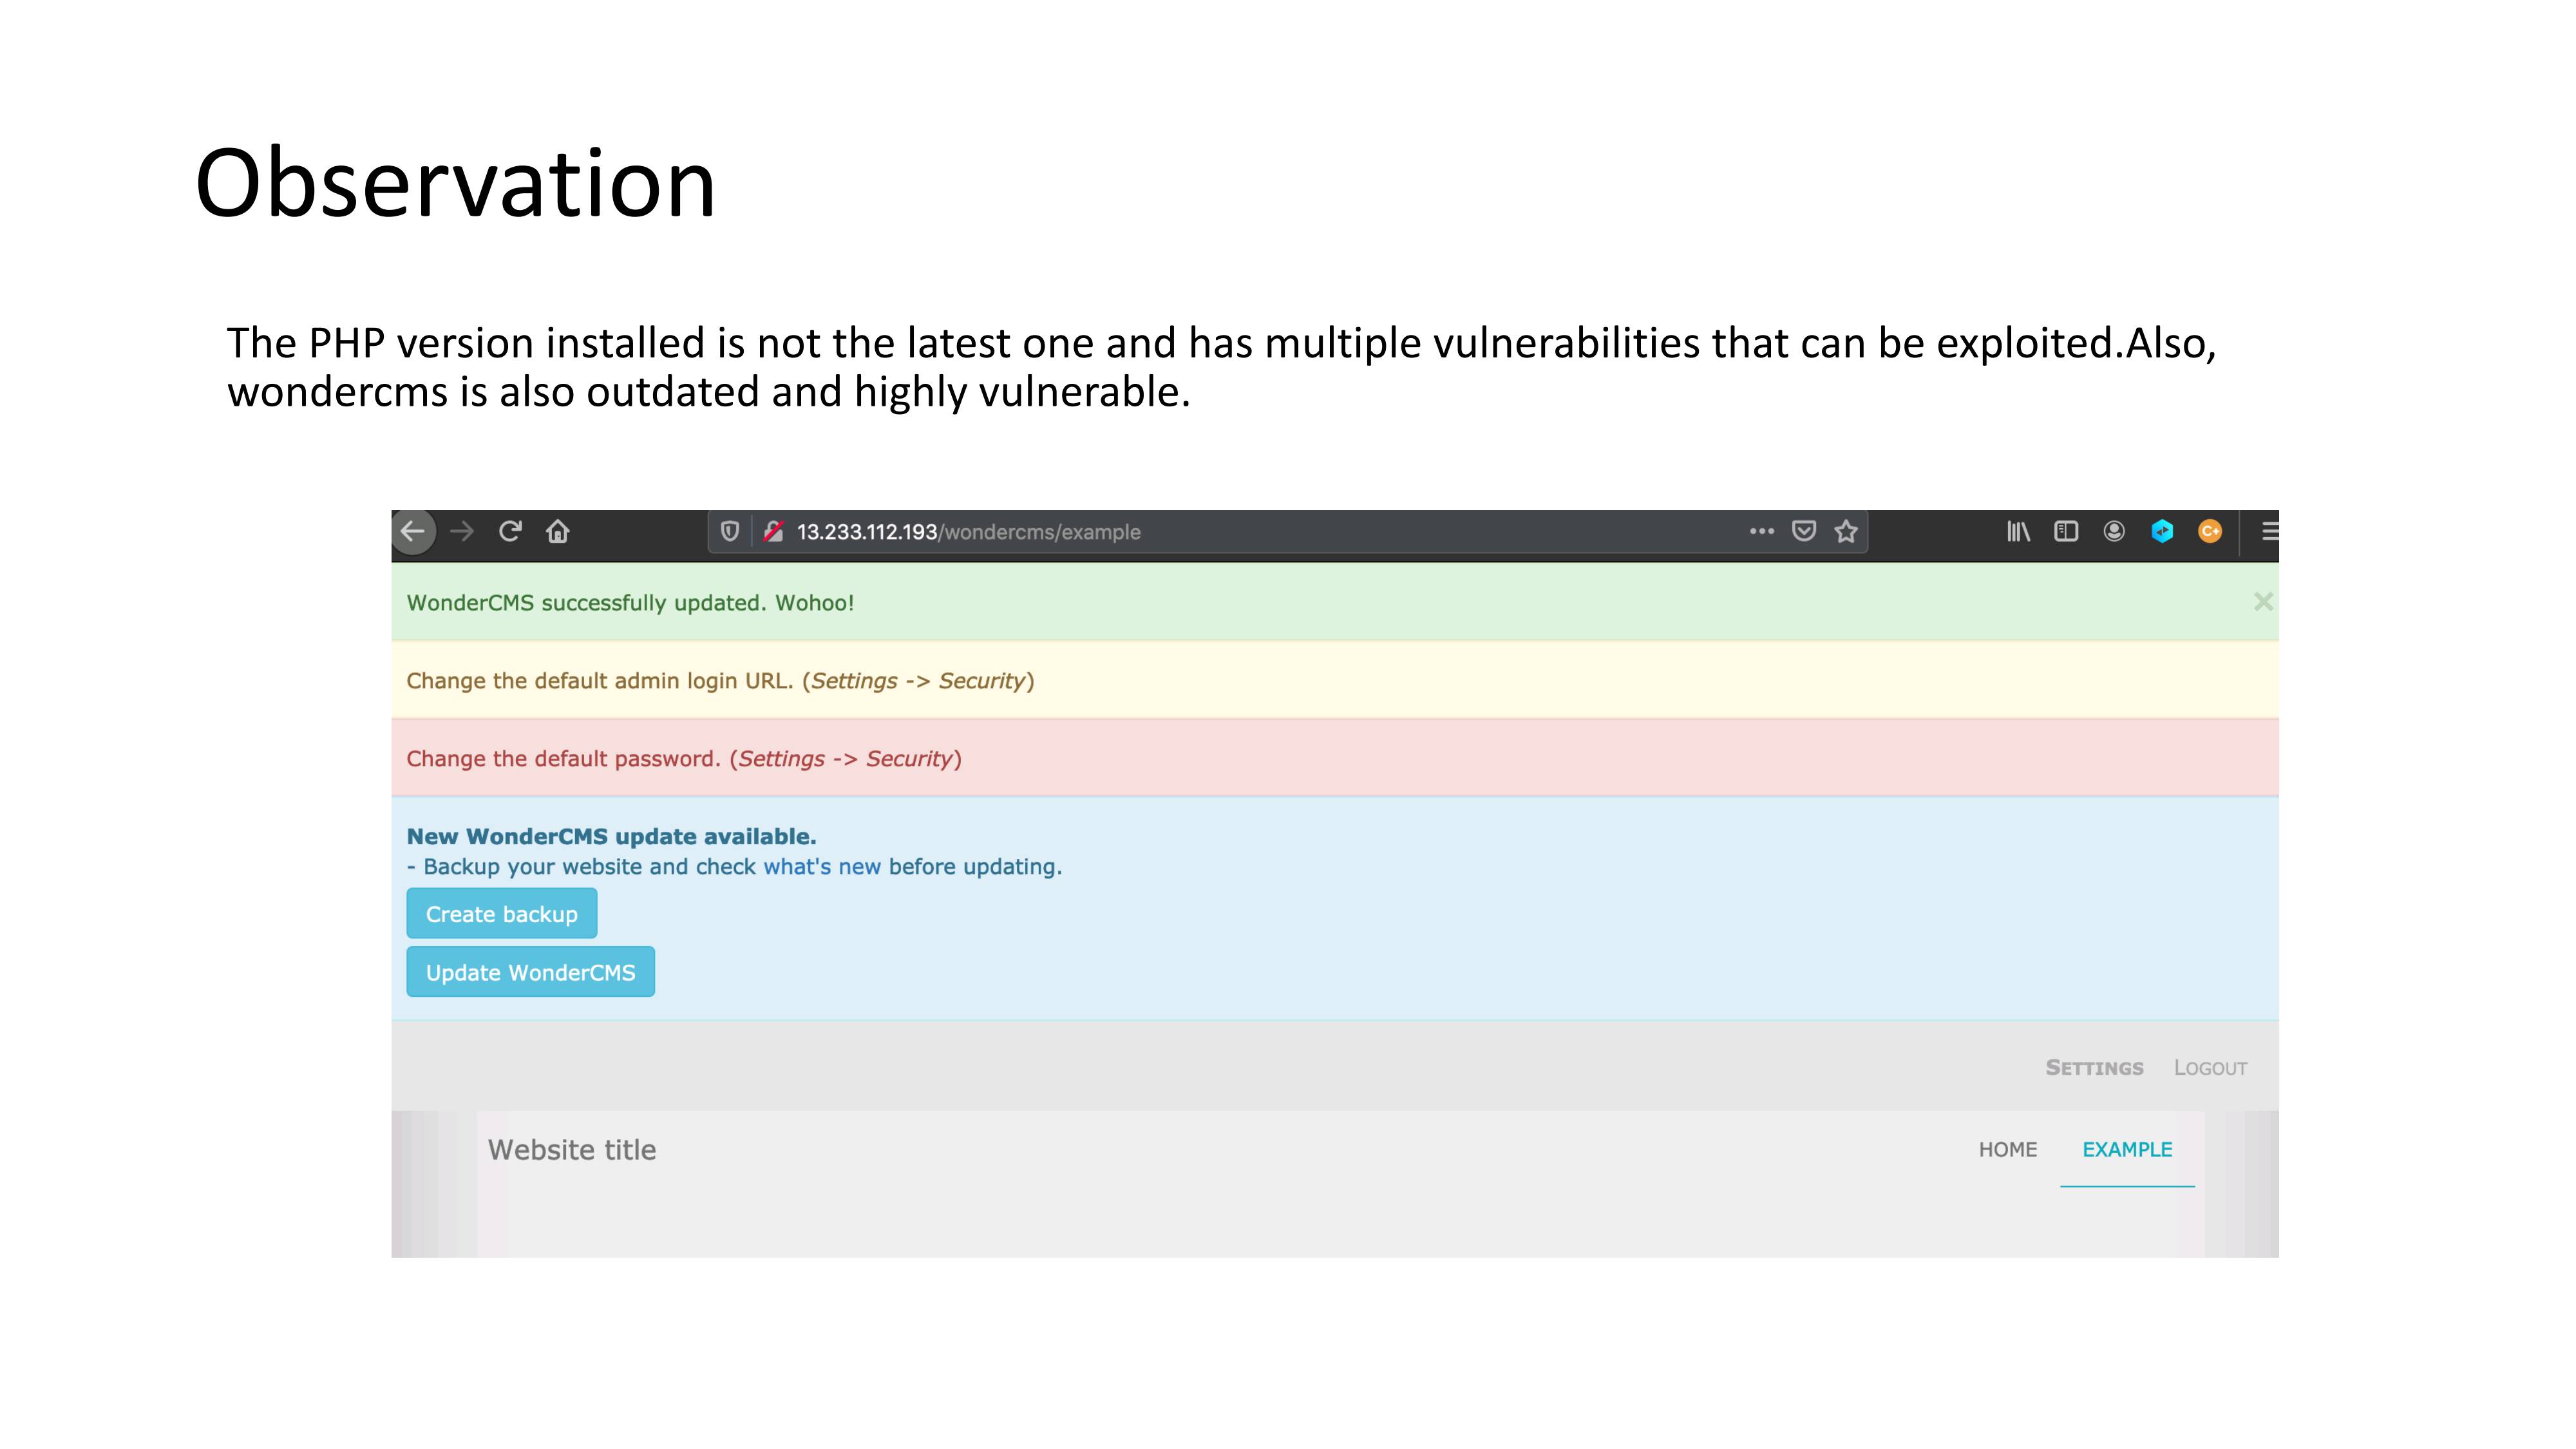 Observation
The PHP version installed is not the latest one and has multiple vulnerabilities that can be exploited.Also,
wondercms is also outdated and highly vulnerable.
13.233.112.193/wondercms/example
C+
WonderCMS successfully updated. Wohoo!
Change the default admin login URL. (Settings -> Security)
Change the default password. (Settings -> Security)
New WonderCMS update available.
- Backup your website and check what's new before updating.
Create backup
Update WonderCMS
SETTINGS LOGOUT
Website title HOME EXAMPLE